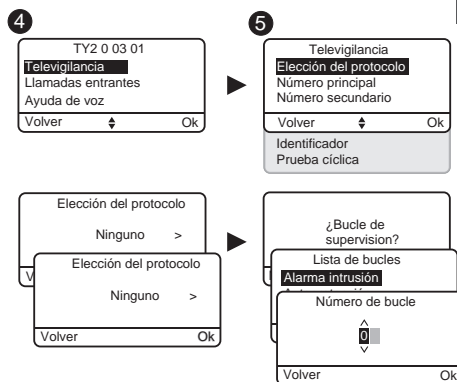 4
TY2 0 03 01
Televigilancia
Llamadas entrantes
Ayuda de voz
Volver Ok
5
Televigilancia
Elección del protocolo
Número principal
Número secundario
Volver Ok
Identificador
Prueba cíclica
Elección del protocolo
Ninguno >
V
Elección del protocolo
Ninguno >
Volver Ok
¿Bucle de
supervision?
Lista de bucles
Alarma intrusión
Número de bucle
0
Volver Ok